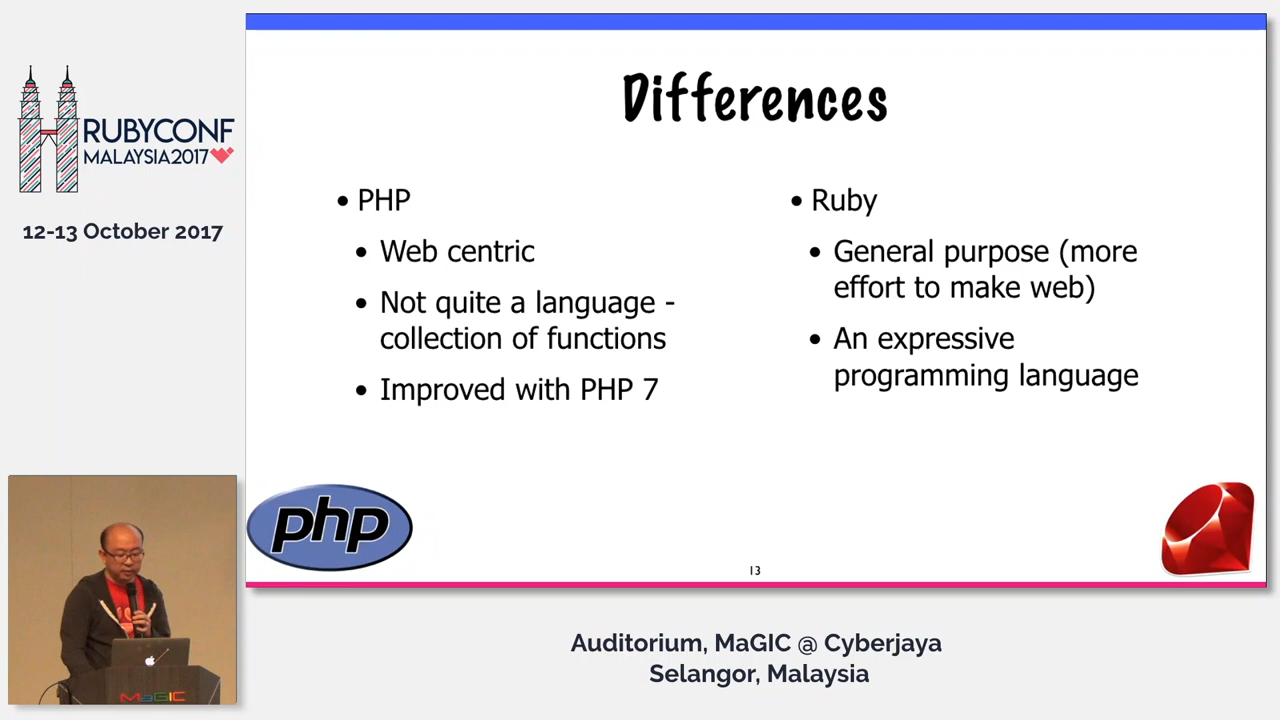 RUBYCONF
MALAYSIA2017
12-13 October 2017
Differences
• PHP
• Web centric
• Not quite a language -
collection of functions
• Improved with PHP 7
• Ruby
• General purpose (more
effort to make web)
• An expressive
programming language
php
13
MaGIC
Auditorium, MaGIC @ Cyberjaya
Selangor, Malaysia